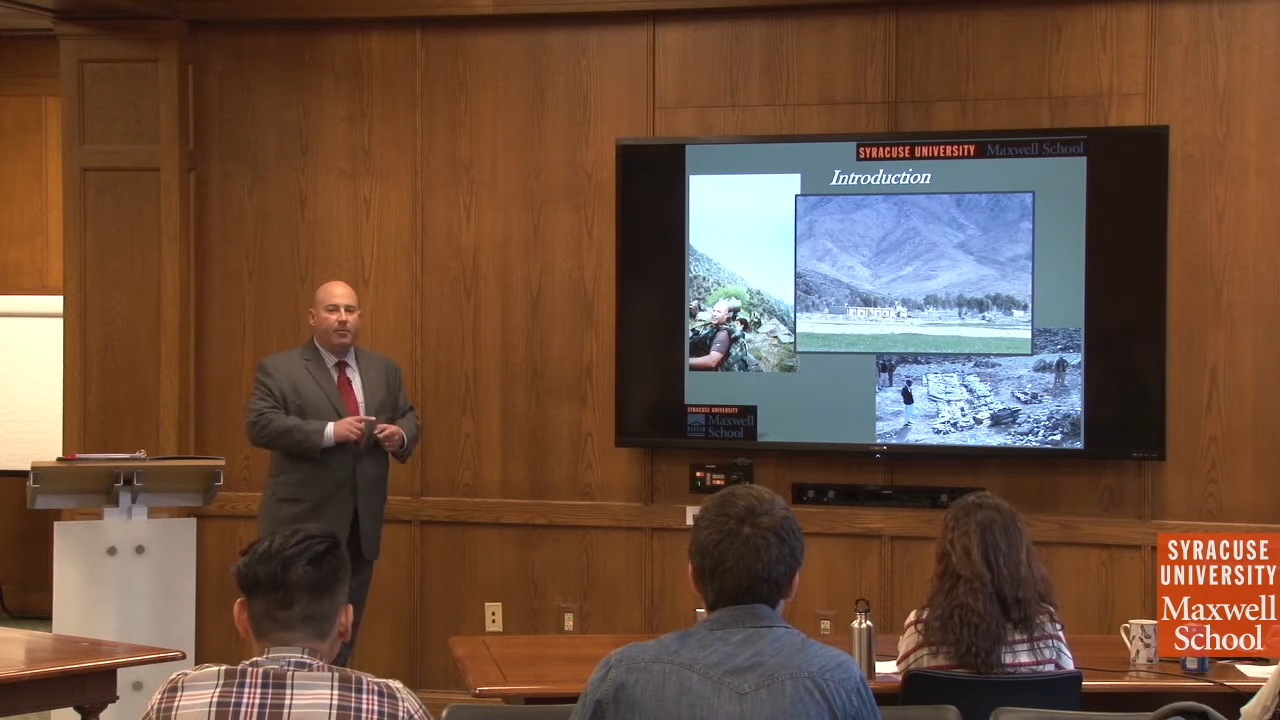 SYRACUSE UNIVERSITY Maxwell School
Introduction
SYRACUSE UNIVERSITY
Maxwell
School
SYRACUSE
UNIVERSITY
Maxwell
School